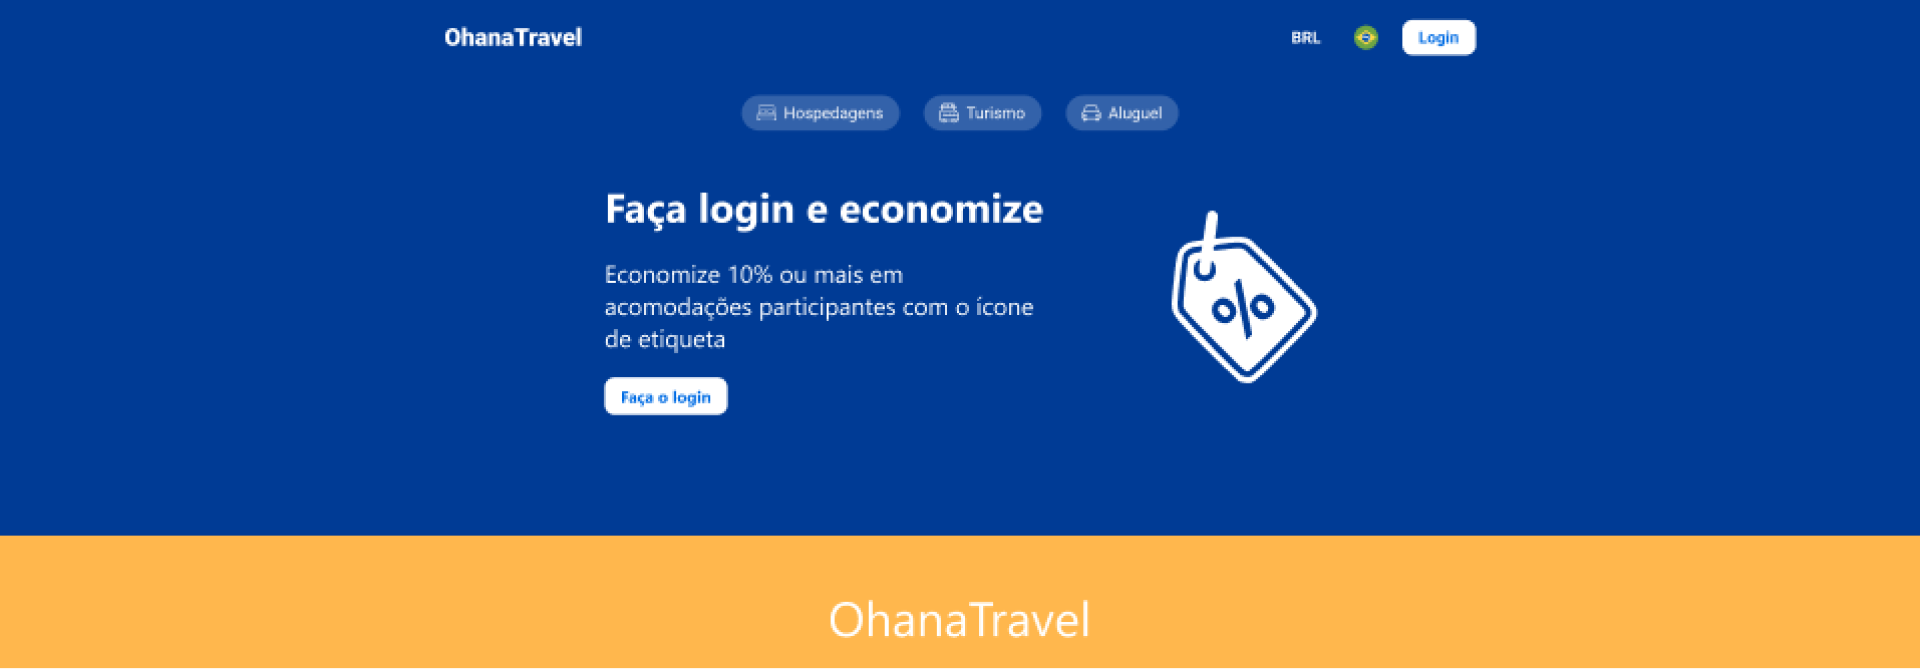 OhanaTravel
BRL
Login
Hospedagens
Turismo
Aluguel
Faça login e economize
Economize 10% ou mais em
acomodações participantes com o ícone
de etiqueta
%
Faça o login
OhanaTravel